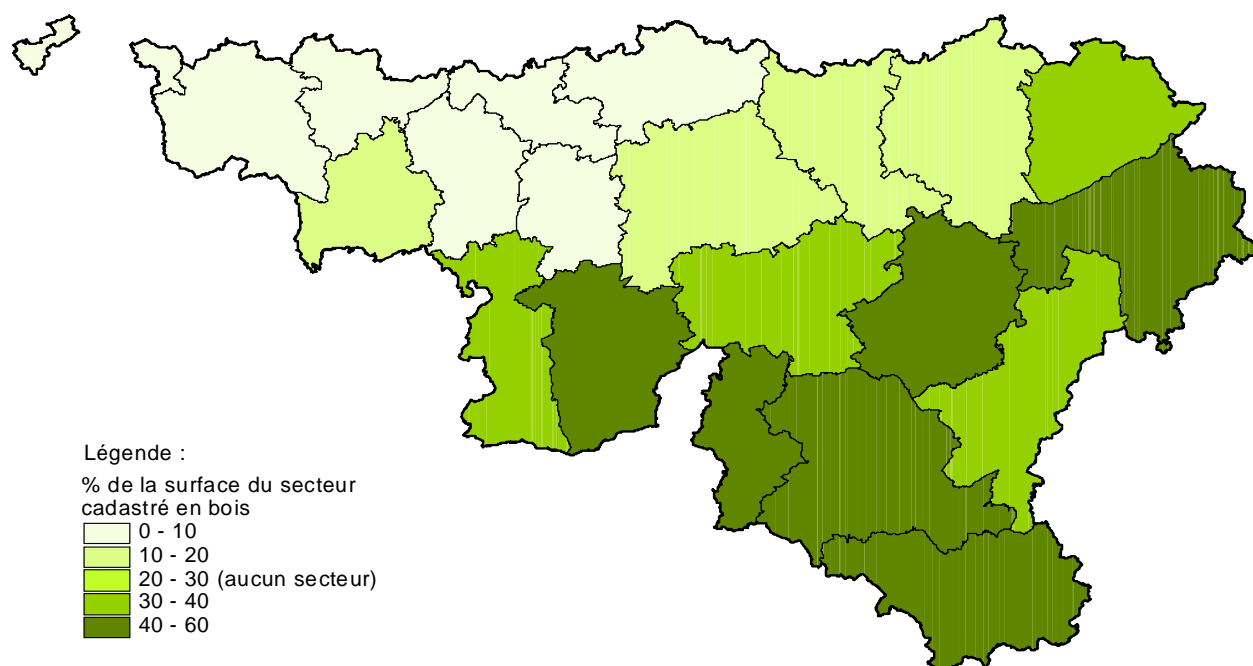 Légende :
% de la surface du secteur
cadastré en bois
0 - 10
10 - 20
20 - 30 (aucun secteur)
30 - 40
40 - 60